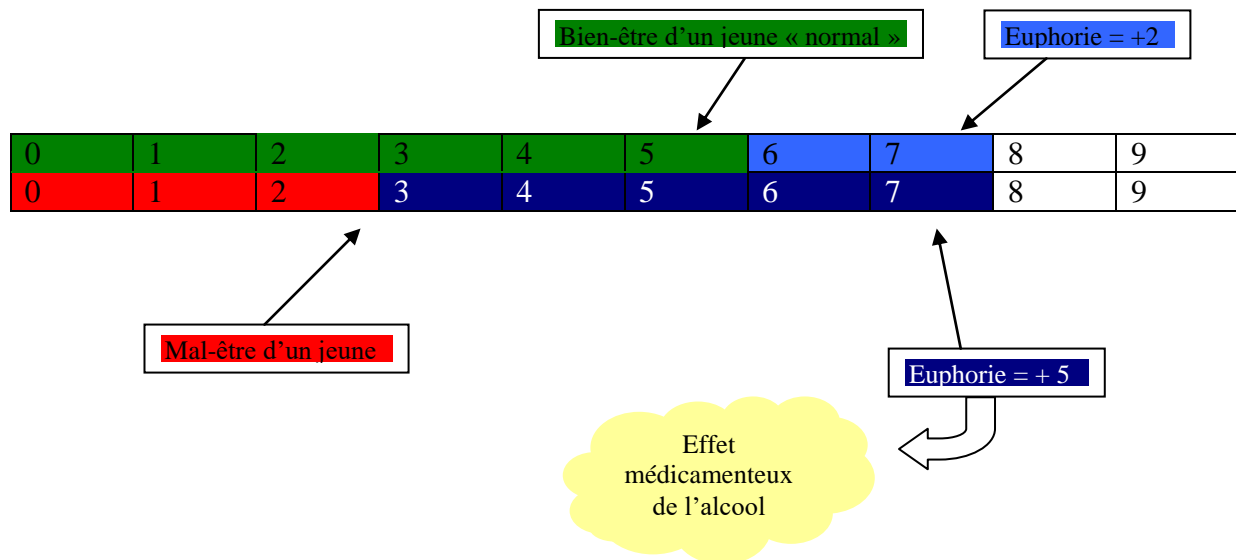 Bien-être d'un jeune « normal »
Euphorie = +2
0 1 2 3 4 5 6 7 8 9
0 1 2 3 4 5 6 7 8 9
Mal-être d'un jeune
Euphorie = + 5
Effet
médicamenteux
de l'alcool